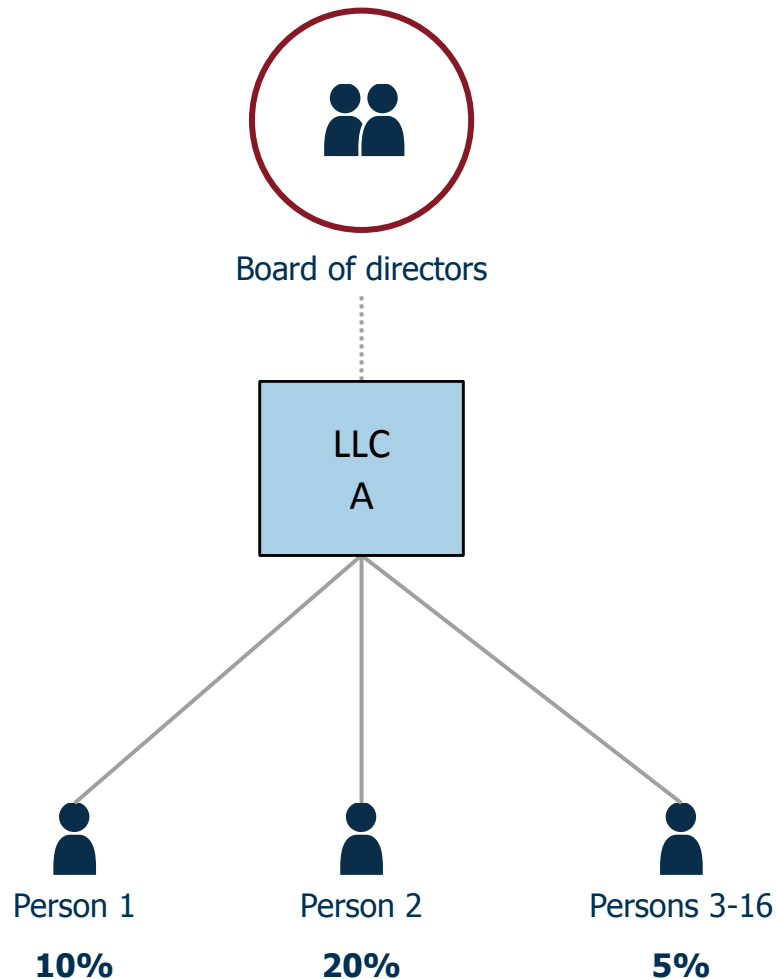 Board of directors
LLC
A
Person 1
Person 2
Persons 3-16
10%
20%
5%